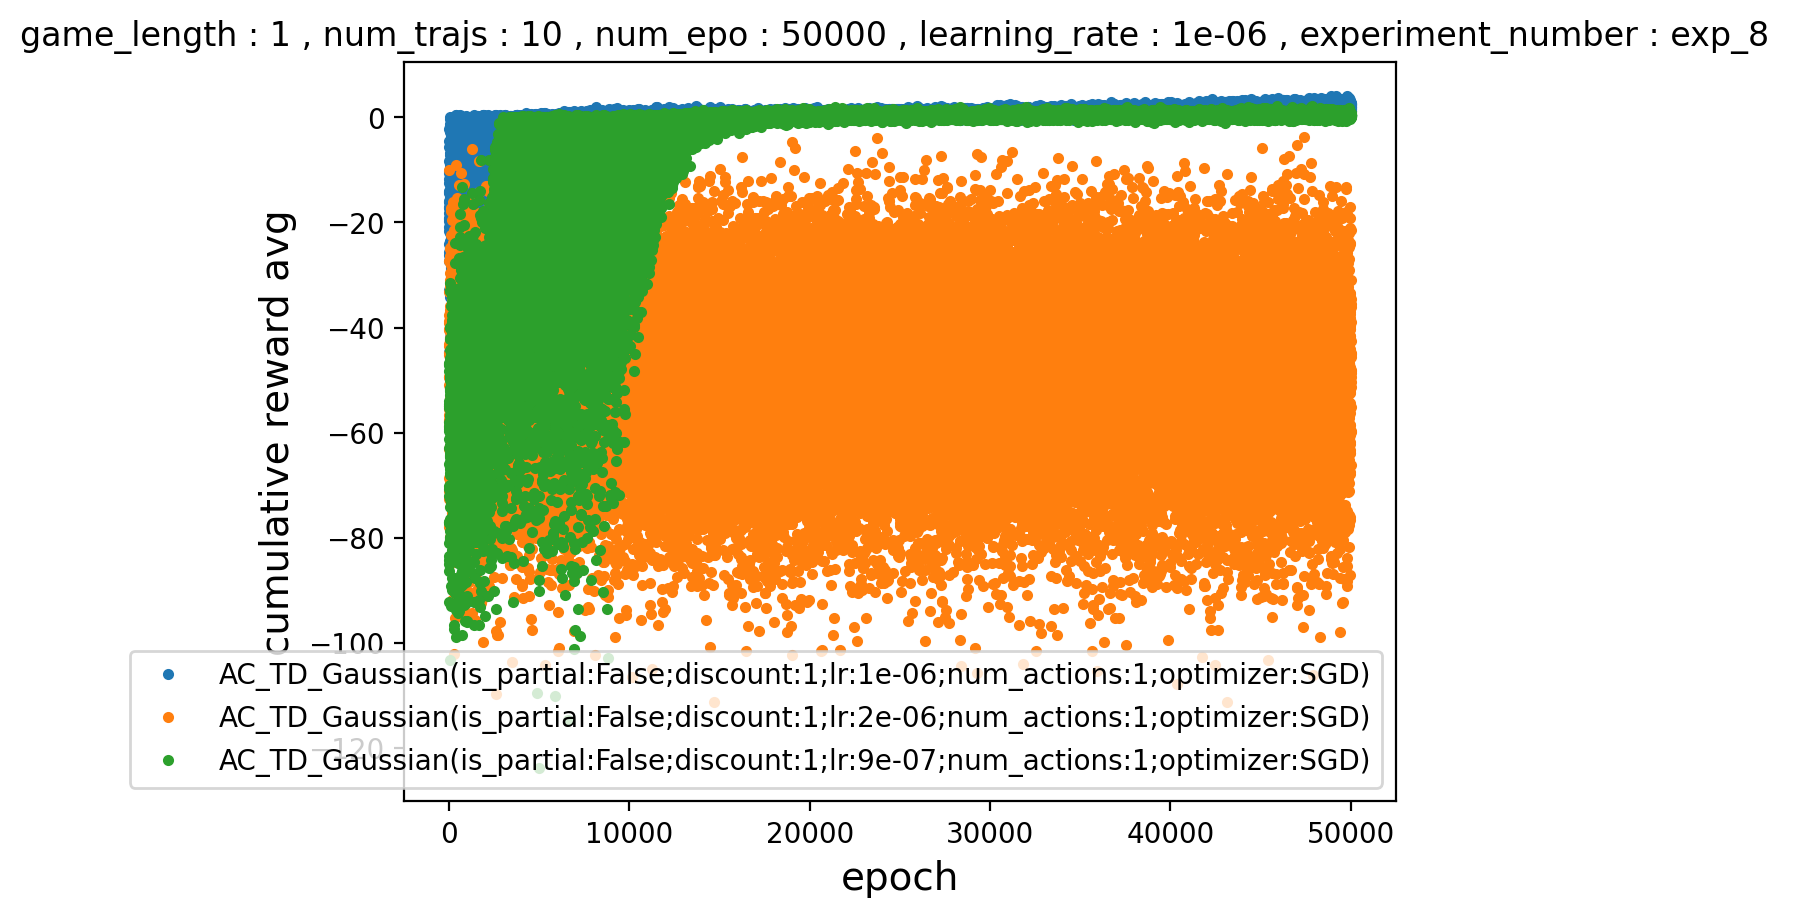 game_length : 1 , num_trajs : 10 , num_epo : 50000 , learning_rate : 1e-06 , experiment_number : exp_8
cumulative reward avg
0
−20
−40
−60
−80
−100
−120
AC_TD_Gaussian(is_partial:False;discount:1;lr:1e-06;num_actions:1;optimizer:SGD)
AC_TD_Gaussian(is_partial:False;discount:1;lr:2e-06;num_actions:1;optimizer:SGD)
AC_TD_Gaussian(is_partial:False;discount:1;lr:9e-07;num_actions:1;optimizer:SGD)
0 10000 20000 30000 40000 50000
epoch